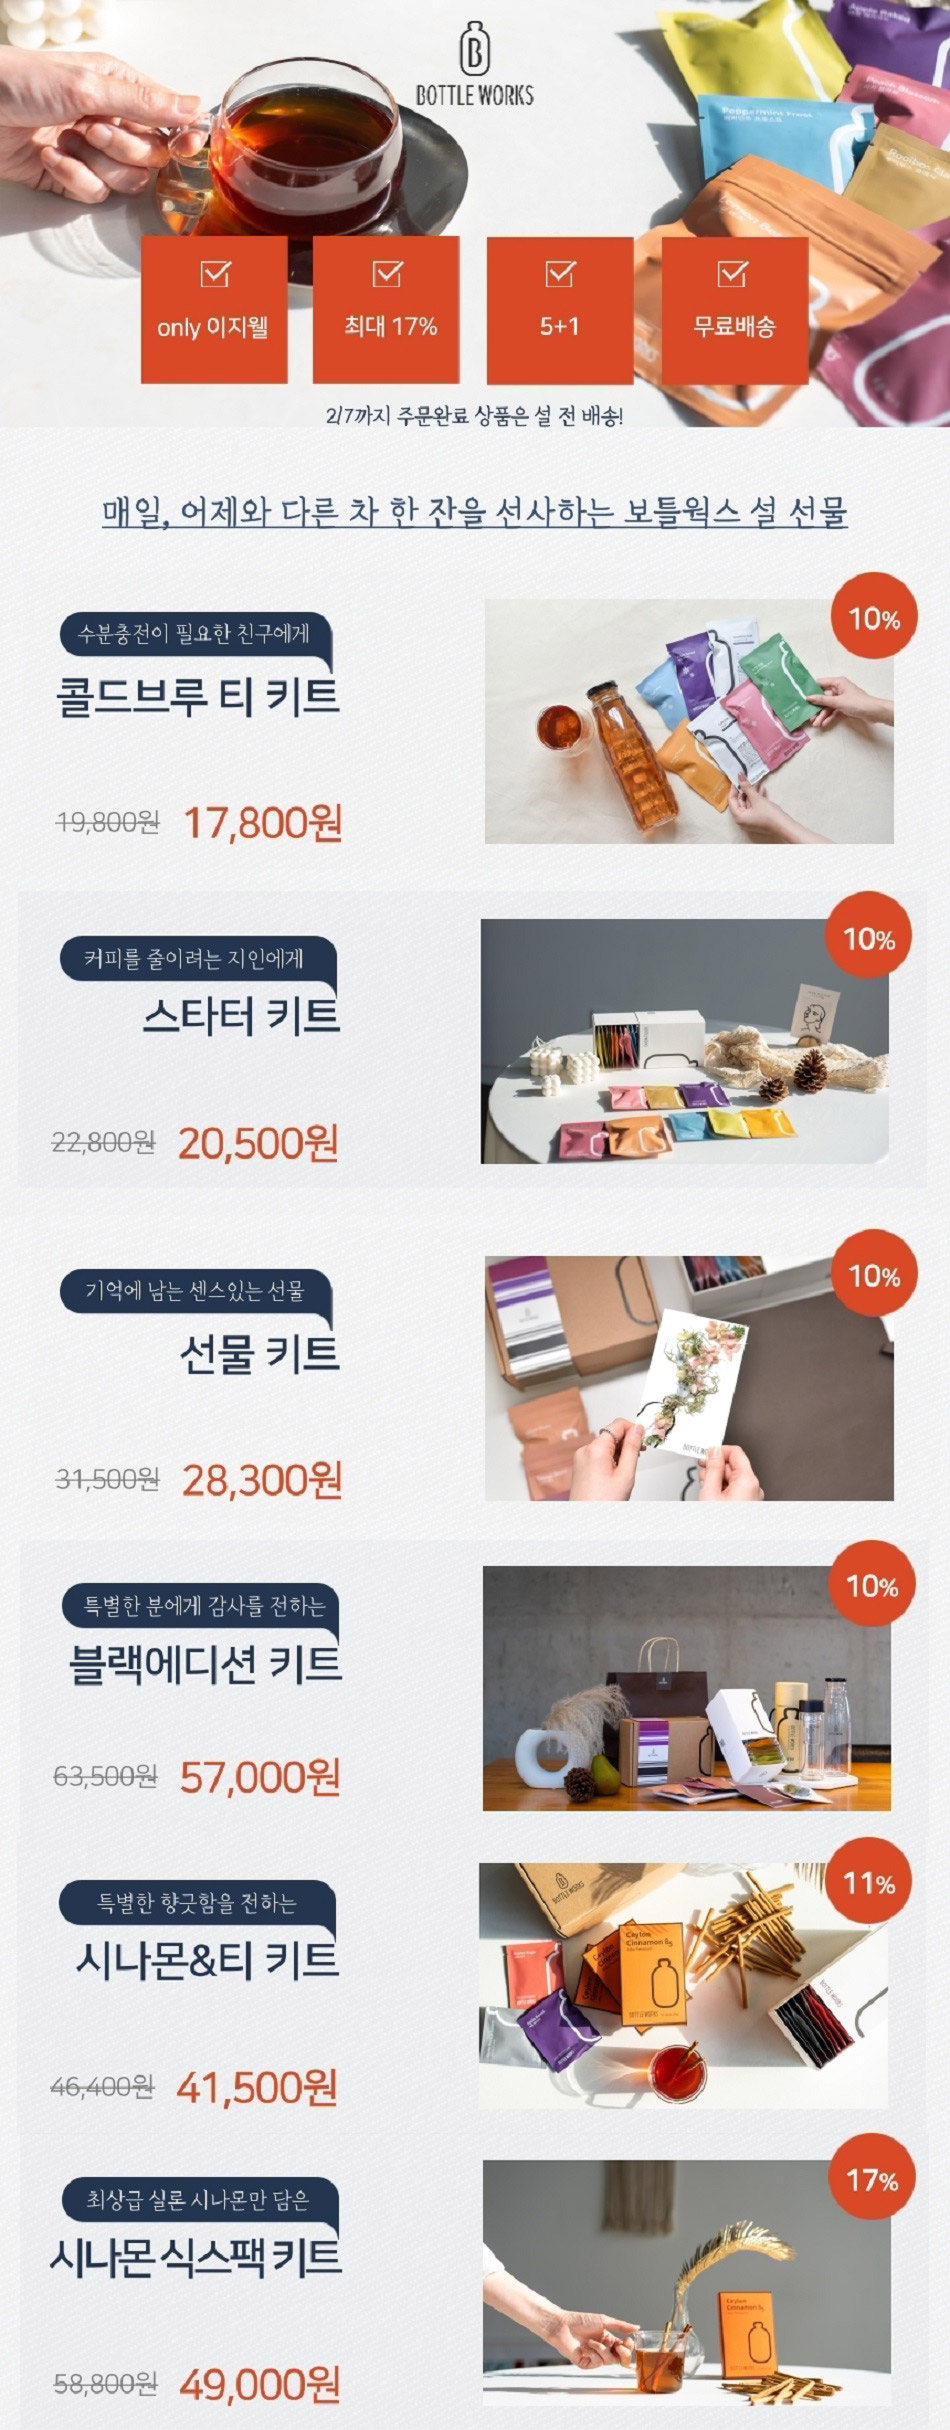 BOTTLE WORKS
only 이지웰
최대 17%
5+1
무료배송
2/7까지 주문완료 상품은 설 전 배송!
매일, 어제와 다른 차 한 잔을 선사하는 보틀웍스 설 선물
10%
수분충전이 필요한 친구에게
콜드브루 티 키트
19,800원 17,800원
10%
커피를 줄이려는 지인에게
스타터 키트
22,800원 20,500원
10%
기억에 남는 센스있는 선물
선물 키트
31,500원 28,300원
10%
특별한 분에게 감사를 전하는
블랙에디션 키트
63,500원 57,000원
11%
특별한 향긋함을 전하는
시나몬&티 키트
BOTTLE WORKS
Ceylon
Cinnamon
46,400원 41,500원
17%
최상급 실론 시나몬만 담은
시나몬 식스팩 키트
Ceylon
Cinnamon
58,800원 49,000원